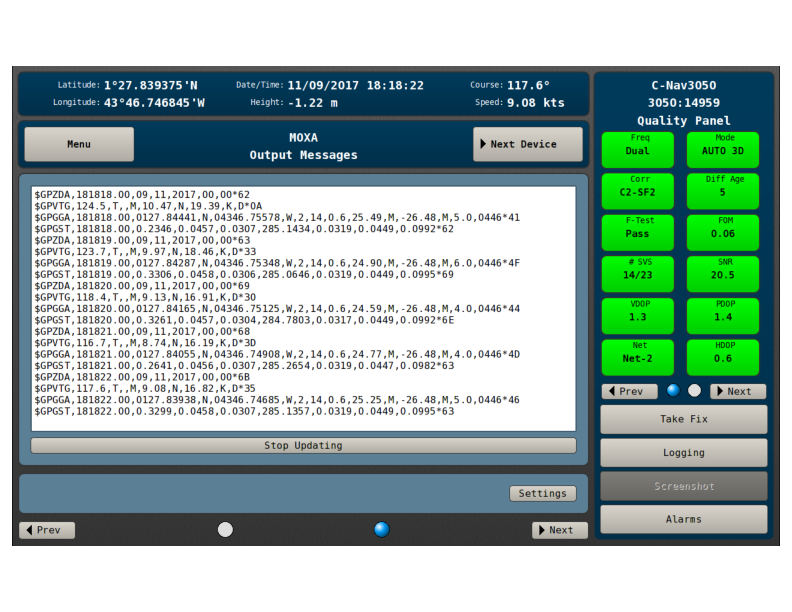 Latitude: 1°27.839375'N
Longitude: 43°46.746845'W
Date/Time: 11/09/2017 18:18:22
Height: -1.22 m
Course: 117.6°
Speed: 9.08 kts
Menu
MOXA
Output Messages
Next Device
$GPZDA,181818.00,09,11,2017,00,00*62
$GPVTG,124.5,T,,M,10.47,N,19.39,K,D*0A
$GPGGA,181818.00,0127.84441,N,04346.75578,W,2,14,0.6,25.49,M,-26.48,M,5.0,0446*41
$GPGST,181818.00,0.2346,0.0457,0.0307,285.1434,0.0319,0.0449,0.0992*62
$GPZDA,181819.00,09,11,2017,00,00*63
$GPVTG,123.7,T,,M,9.97,N,18.46,K,D*33
$GPGGA,181819.00,0127.84287,N,04346.75348,W,2,14,0.6,24.90,M,-26.48,M,6.0,0446*4F
$GPGST,181819.00,0.3306,0.0458,0.0306,285.0646,0.0319,0.0449,0.0995*69
$GPZDA,181820.00,09,11,2017,00,00*69
$GPVTG,118.4,T,,M,9.13,N,16.91,K,D*30
$GPGGA,181820.00,0127.84165,N,04346.75125,W,2,14,0.6,24.59,M,-26.48,M,4.0,0446*44
$GPGST,181820.00,0.3261,0.0457,0.0304,284.7803,0.0317,0.0449,0.0992*6E
$GPZDA,181821.00,09,11,2017,00,00*68
$GPVTG,116.7,T,,M,8.74,N,16.19,K,D*3D
$GPGGA,181821.00,0127.84055,N,04346.74908,W,2,14,0.6,24.77,M,-26.48,M,4.0,0446*4D
$GPGST,181821.00,0.2641,0.0456,0.0307,285.2654,0.0319,0.0447,0.0982*63
$GPZDA,181822.00,09,11,2017,00,00*6B
$GPVTG,117.6,T,,M,9.08,N,16.82,K,D*35
$GPGGA,181822.00,0127.83938,N,04346.74685,W,2,14,0.6,25.25,M,-26.48,M,5.0,0446*46
$GPGST,181822.00,0.3299,0.0458,0.0307,285.1357,0.0319,0.0449,0.0995*63
Stop Updating
Settings
Prev
Next
C-Nav3050
3050:14959
Quality Panel
Freq
Dual
Mode
AUTO 3D
Corr
C2-SF2
Diff Age
5
F-Test
Pass
FOM
0.06
# SVS
14/23
SNR
20.5
VDOP
1.3
PDOP
1.4
Net
Net-2
HDOP
0.6
Prev
Next
Take Fix
Logging
Screenshot
Alarms